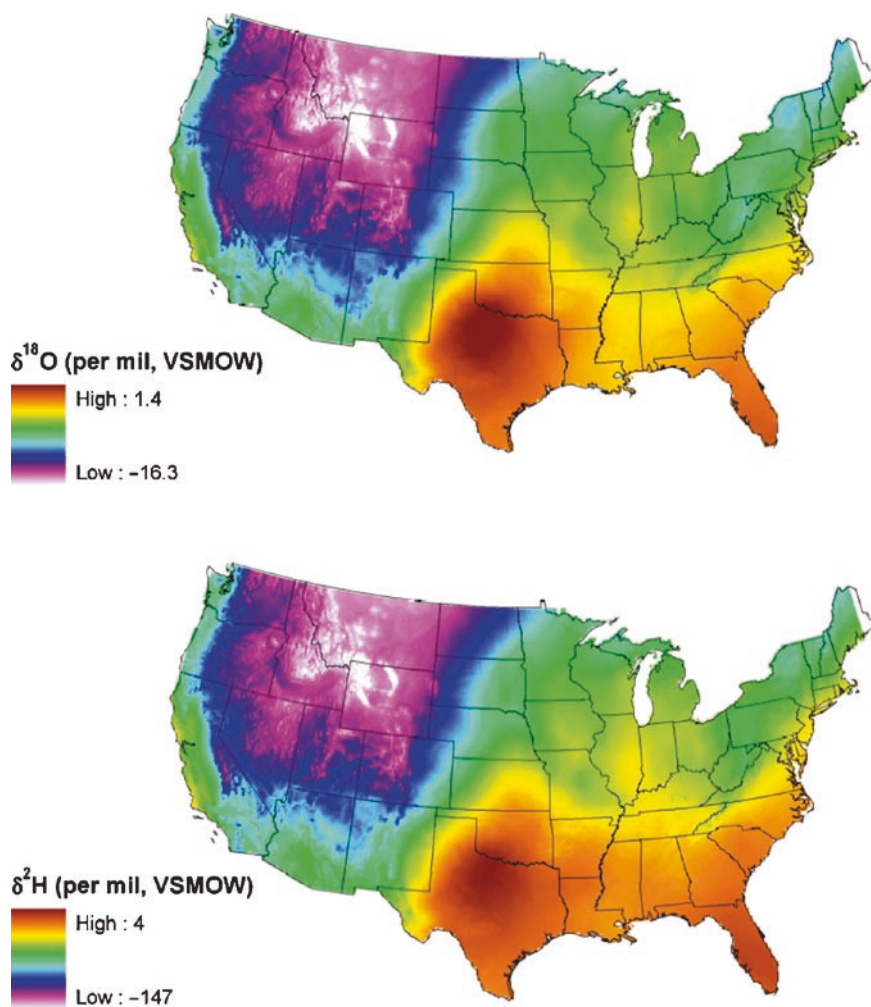 δ¹⁸O (per mil, VSMOW)
High : 1.4
Low : −16.3
δ²H (per mil, VSMOW)
High : 4
Low : −147